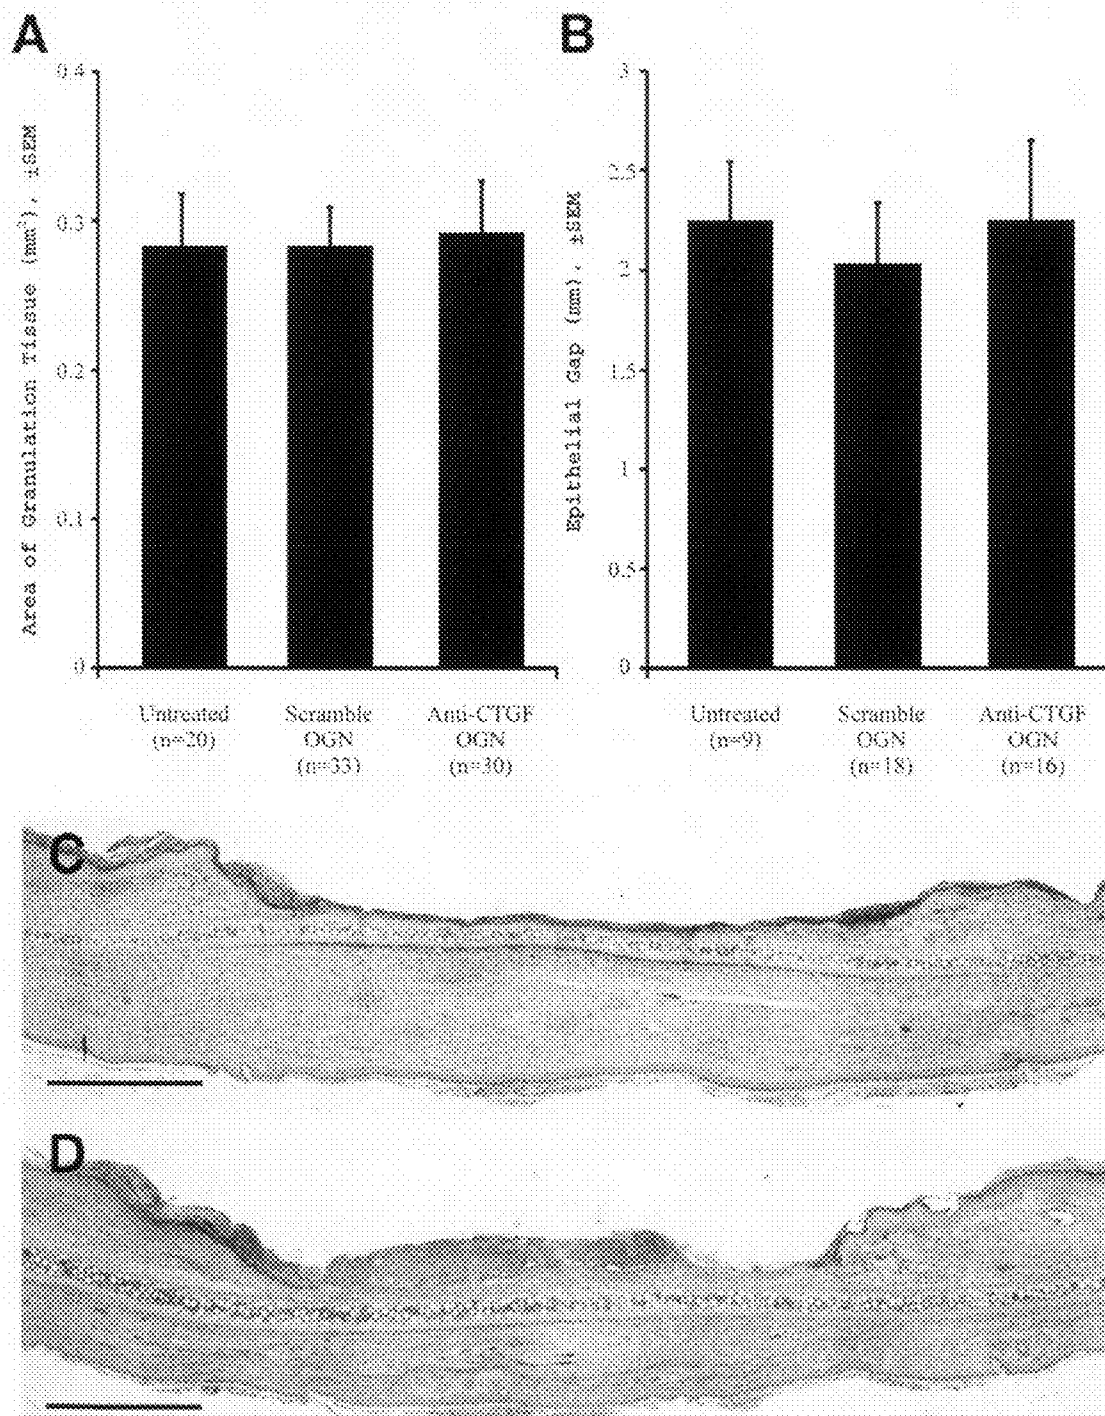 A
B
0.4
0.3
0.2
0.1
0
Area of Granulation Tissue (mm²), ±SEM
Untreated
(n=20)
Scramble
OGN
(n=33)
Anti-CTGF
OGN
(n=30)
3
2.5
2
1.5
1
0.5
0
Epithelial Gap (mm), ±SEM
Untreated
(n=9)
Scramble
OGN
(n=18)
Anti-CTGF
OGN
(n=16)
C
D